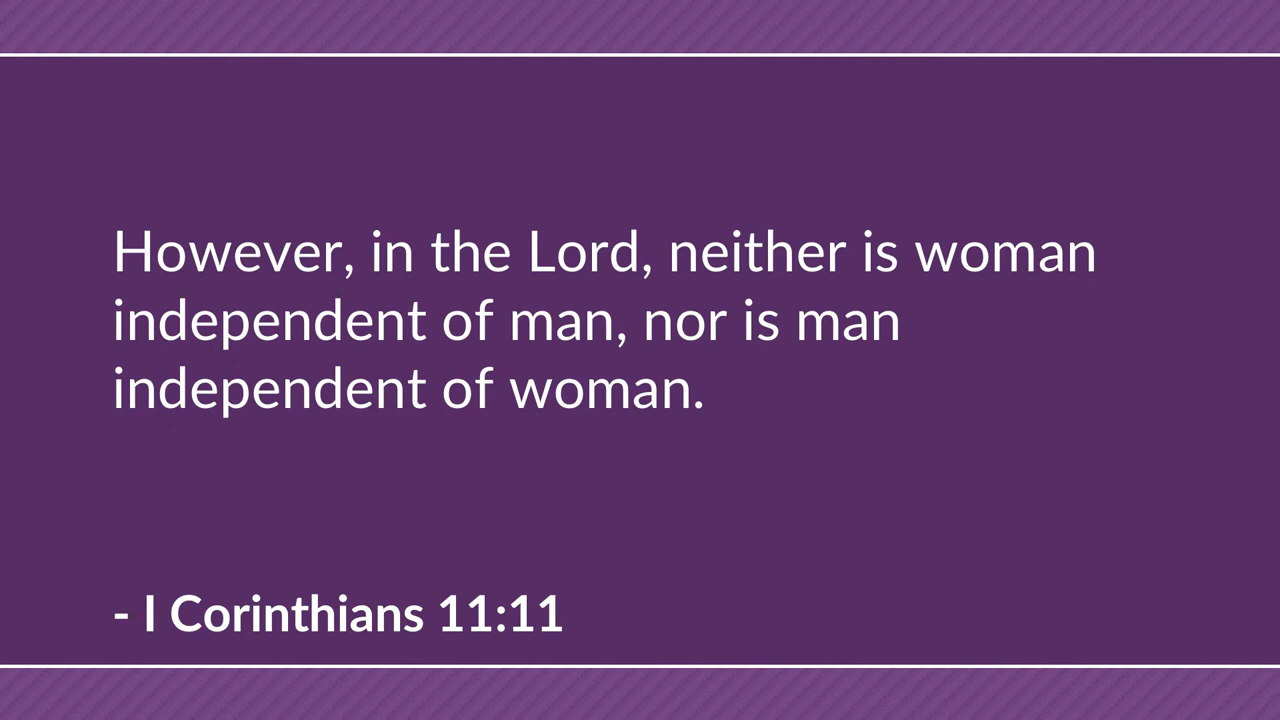 However, in the Lord, neither is woman
independent of man, nor is man
independent of woman.
- I Corinthians 11:11